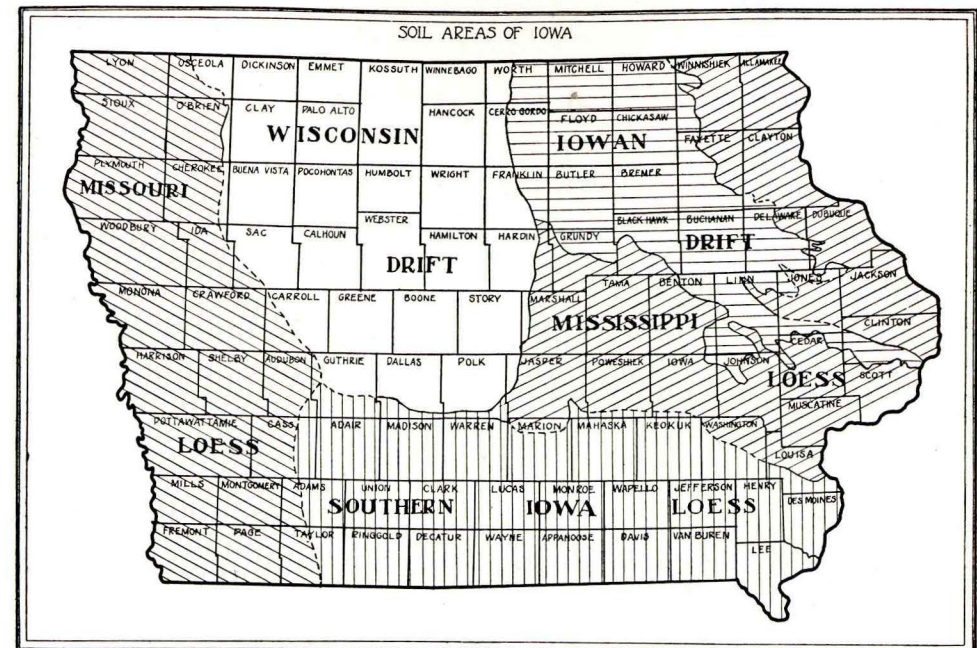 SOIL AREAS OF IOWA
LYON OSCEOLA DICKINSON EMMET KOSSUTH WINNEBAGO WORTH MITCHELL HOWARD WINNISHIEK ALLAMAKEE
SIOUX O'BRIEN CLAY PALO ALTO HANCOCK CERRO GORDO FLOYD CHICKASAW
WISCONSIN IOWAN
FAYETTE CLAYTON
PLYMOUTH CHEROKEE BUENA VISTA POCOHONTAS HUMBOLT WRIGHT FRANKLIN BUTLER BREMER
MISSOURI
WOODBURY IDA SAC CALHOUN WEBSTER HAMILTON HARDIN GRUNDY BLACK HAWK BUCHANAN DELAWARE DUBUQUE
DRIFT DRIFT
MONONA CRAWFORD CARROLL GREENE BOONE STORY MARSHALL TAMA BENTON LINN JONES JACKSON
MISSISSIPPI
CLINTON
CEDAR
HARRISON SHELBY AUDUBON GUTHRIE DALLAS POLK JASPER POWESHIEK IOWA JOHNSON SCOTT
LOESS
MUSCATINE
POTTAWATTAMIE CASS ADAIR MADISON WARREN MARION MAHASKA KEOKUK WASHINGTON
LOESS
LOUISA
MILLS MONTGOMERY ADAMS UNION CLARK LUCAS MONROE WAPELLO JEFFERSON HENRY DES MOINES
SOUTHERN IOWA LOESS
FREMONT PAGE TAYLOR RINGGOLD DECATUR WAYNE APPANOOSE DAVIS VAN BUREN
LEE